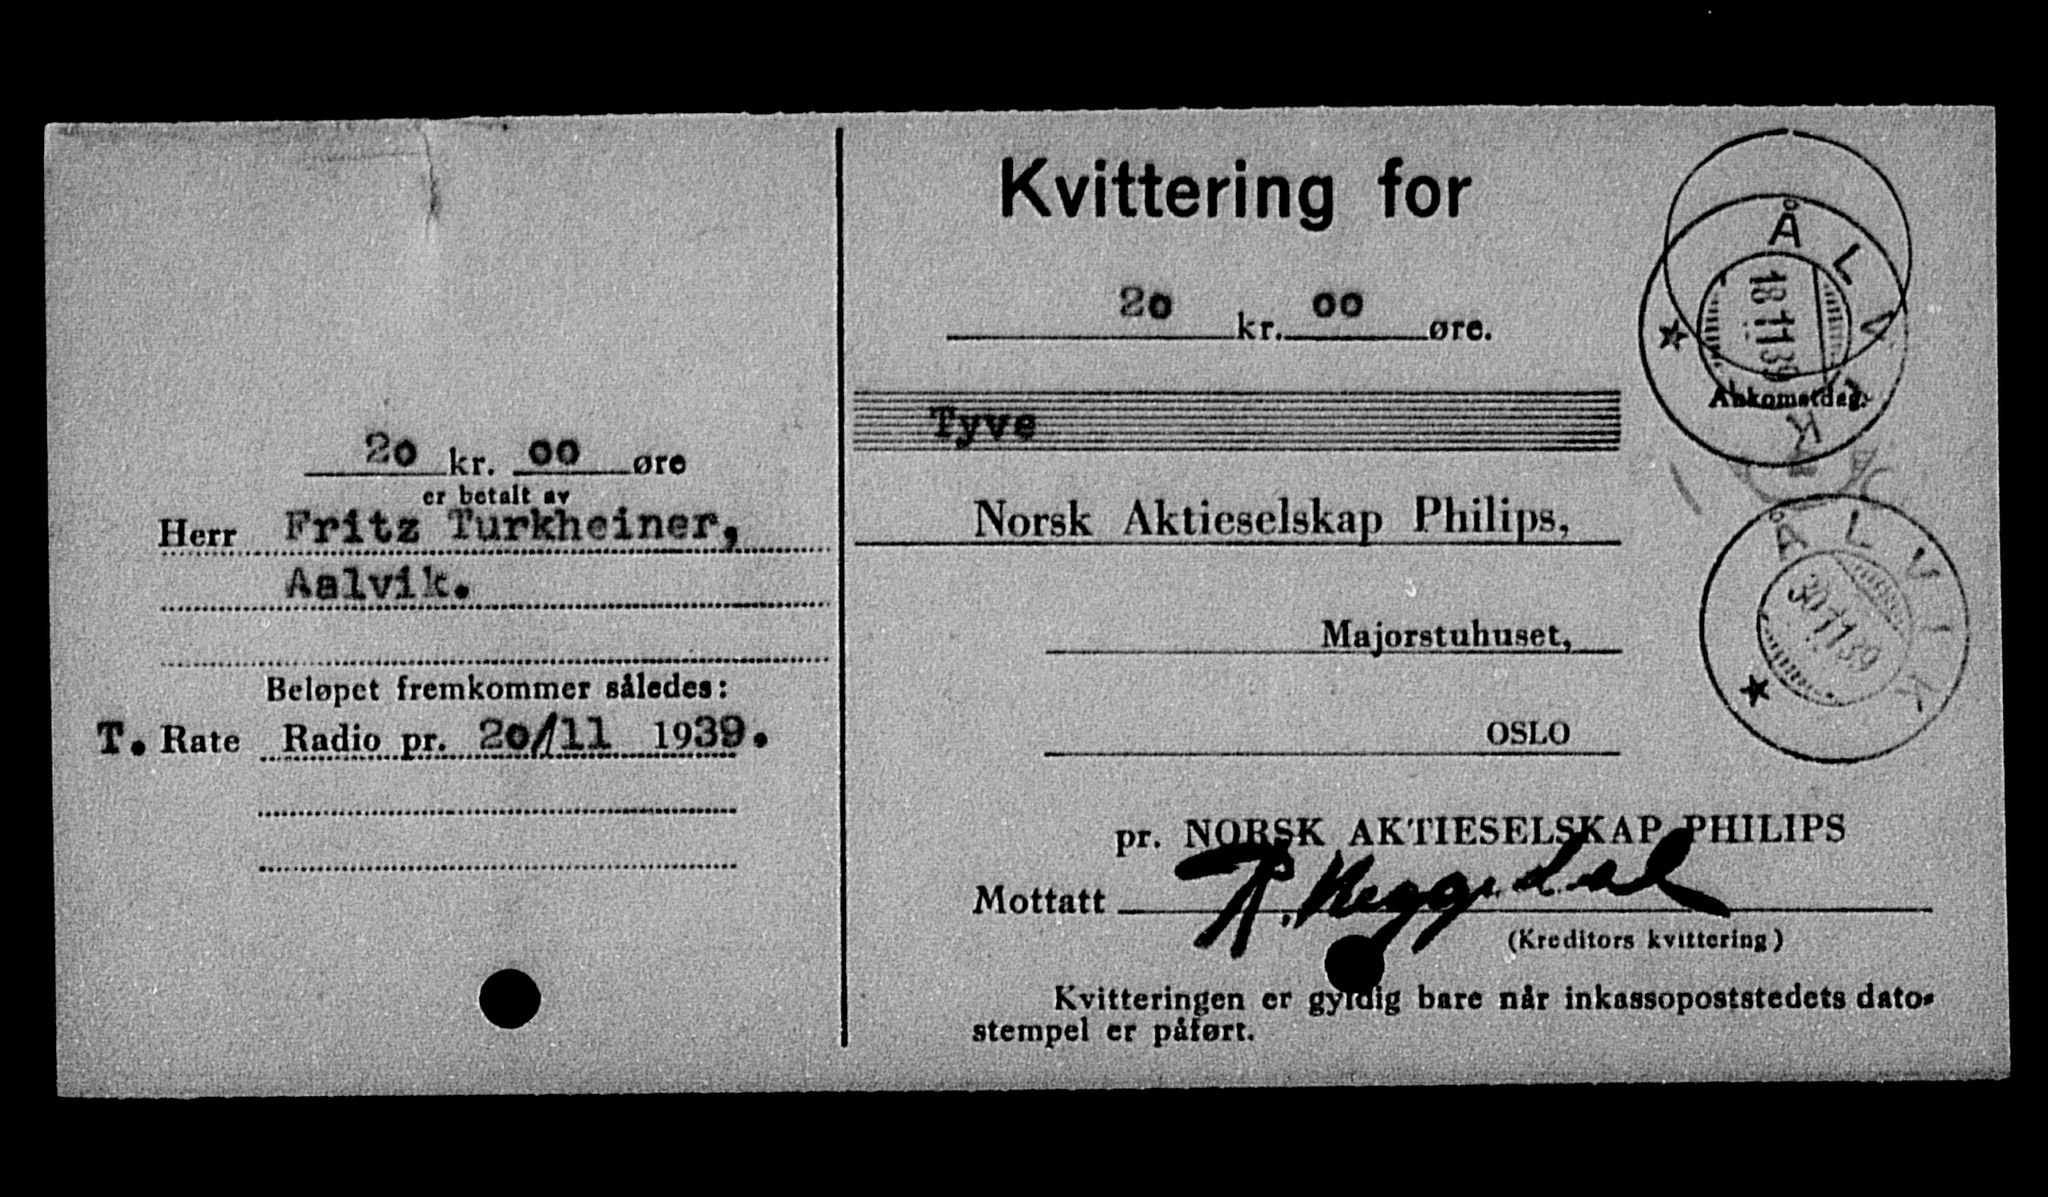 20 kr. 00 øre
er betalt av
Herr Fritz Turkheiner,
Aalvik.
Beløpet fremkommer således:
T. Rate Radio pr. 20/11 1939.
Kvittering for
20 kr. 00 øre.
Tyve
Norsk Aktieselskap Philips,
Majorstuhuset,
OSLO
pr. NORSK AKTIESELSKAP PHILIPS
Mottatt
(Kreditors kvittering)
Kvitteringen er gyldig bare når inkassopoststedets dato-
stempel er påført.
ÅLVIK
18 11 39
Ankomstdag.
ÅLVIK
30 11 39